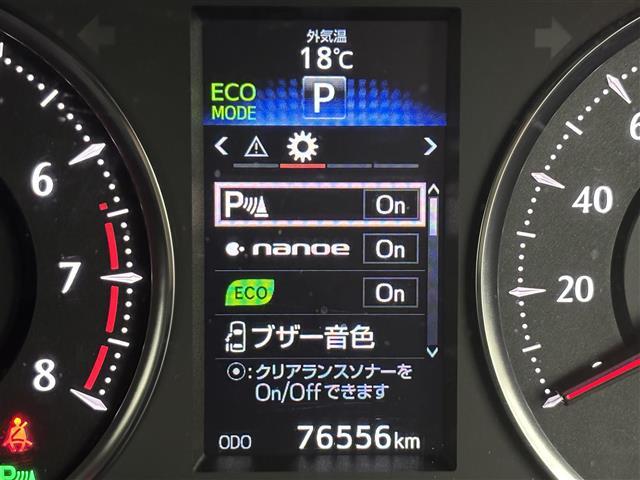 外気温
18℃
ECO
MODE
P
P On
nanoe On
ECO On
ブザー音色
⦿:クリアランスソナーを
On/Offできます
ODO 76556km
6
7
8
6
40
20
P